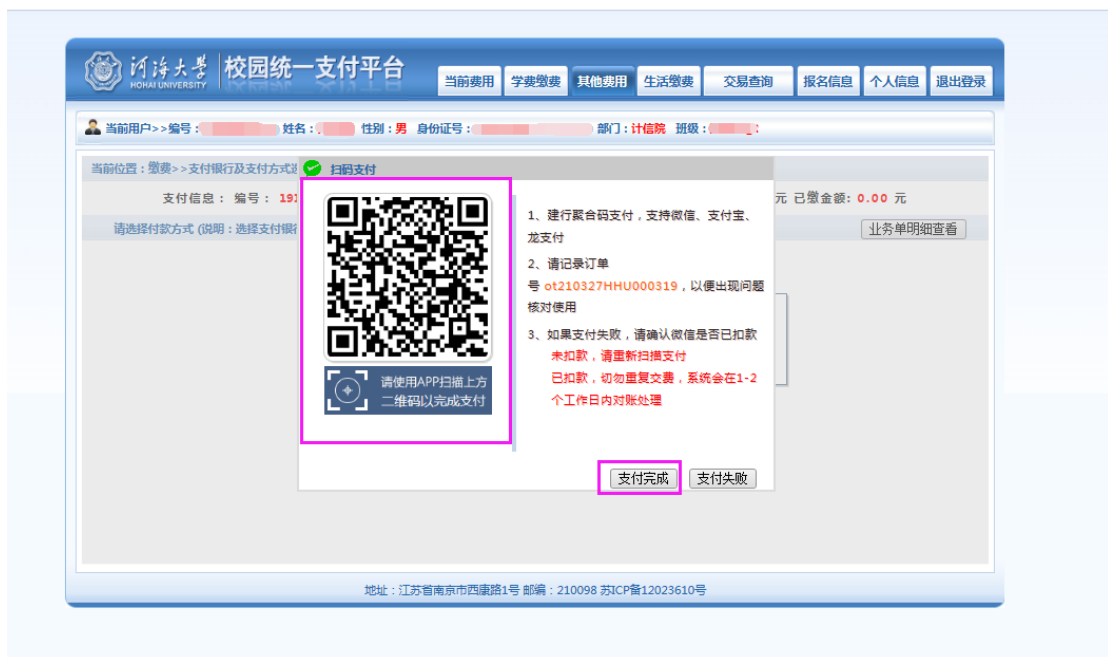 河海大学 校园统一支付平台
HOHAI UNIVERSITY
当前费用 学费缴费 其他费用 生活缴费 交易查询 报名信息 个人信息 退出登录
当前用户>>编号: 姓名: 性别:男 身份证号: 部门:计信院 班级:
当前位置:缴费>>支付银行及支付方式
扫码支付
支付信息: 编号: 191 元 已缴金额: 0.00 元
请选择付款方式 (说明:选择支付银行
业务单明细查看
1、建行聚合码支付,支持微信、支付宝、
龙支付
2、请记录订单
号 ot210327HHU000319,以便出现问题
核对使用
3、如果支付失败,请确认微信是否已扣款
未扣款,请重新扫描支付
已扣款,切勿重复交费,系统会在1-2
个工作日内对账处理
请使用APP扫描上方
二维码以完成支付
支付完成 支付失败
地址:江苏省南京市西康路1号 邮编:210098 苏ICP备12023610号